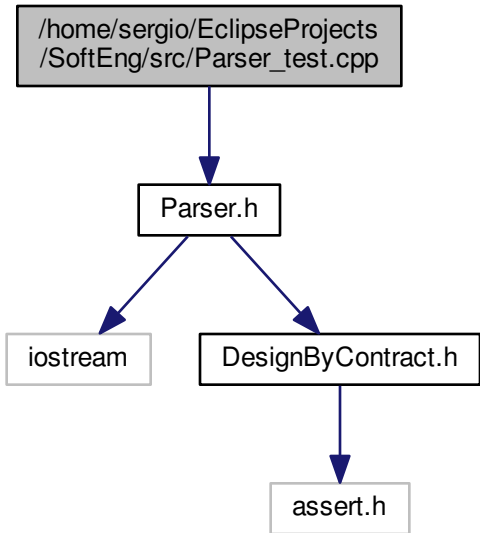 /home/sergio/EclipseProjects
/SoftEng/src/Parser_test.cpp
Parser.h
iostream
DesignByContract.h
assert.h